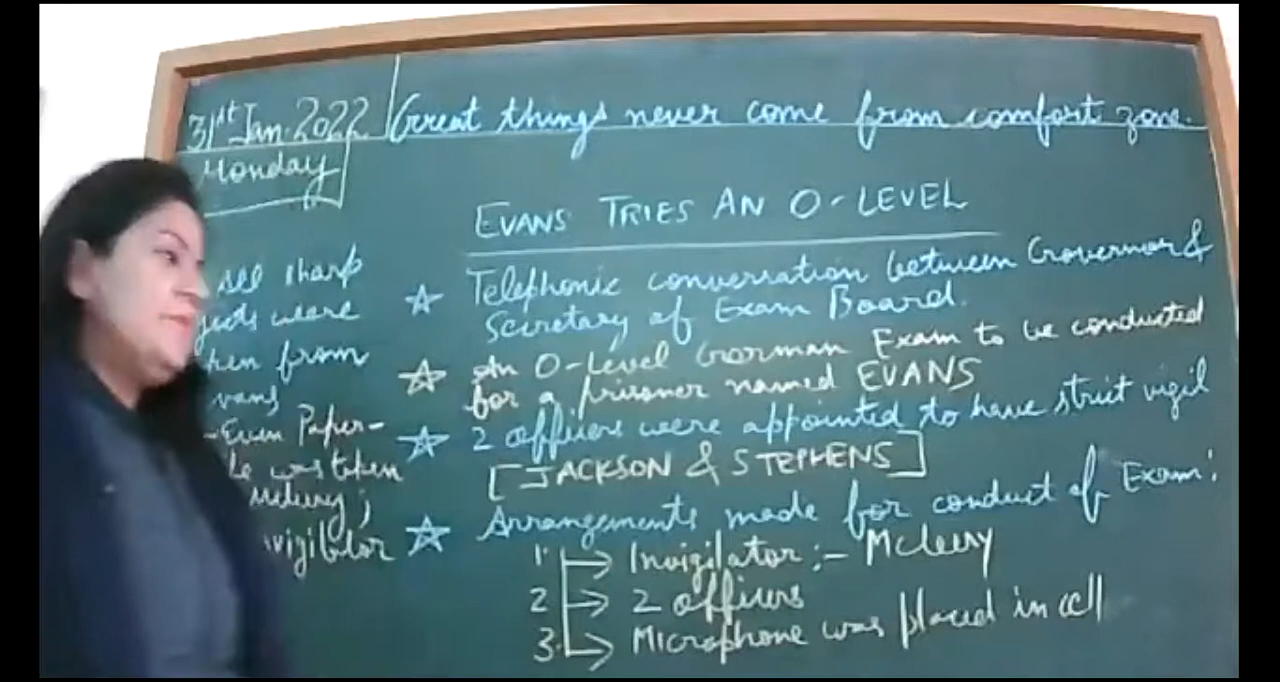 31st Jan. 2022
Monday
Great things never come from comfort zone.
EVANS TRIES AN O-LEVEL
☆ Telephonic conversation between Governor &
Secretary of Exam Board.
☆ An O-level German Exam to be conducted
for a prisoner named EVANS
☆ 2 officers were appointed to have strict vigil
[JACKSON & STEPHENS]
☆ Arrangements made for conduct of Exam:
1. → Invigilator :- Mcleery
2 → 2 officers
3. → Microphone was placed in cell
sharp
were
from
- Even Paper-
was taken